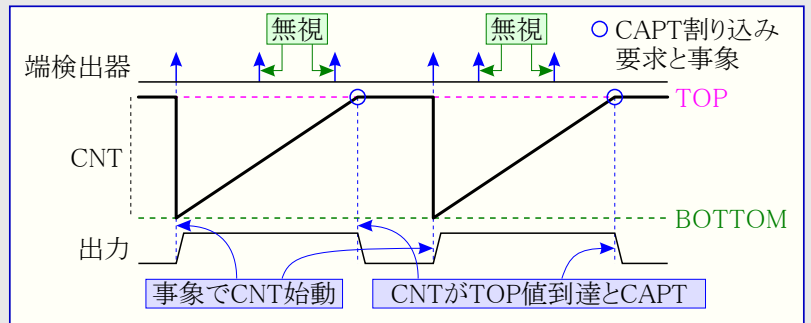 無視
無視
CAPT割り込み
要求と事象
端検出器
TOP
CNT
BOTTOM
出力
事象でCNT始動
CNTがTOP値到達とCAPT